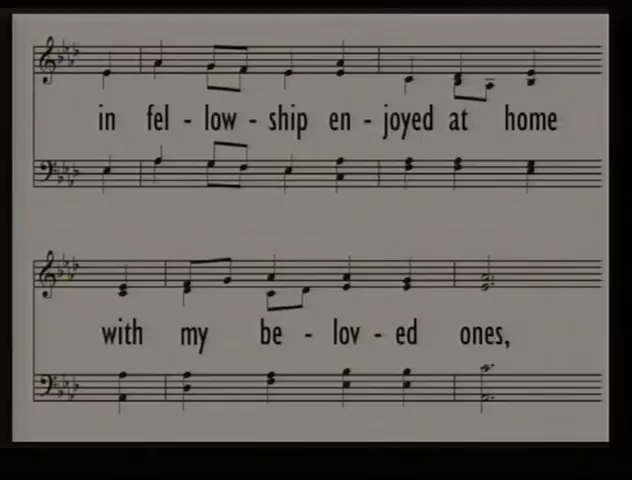 in fel - low - ship en - joyed at home
with my be - lov - ed ones,